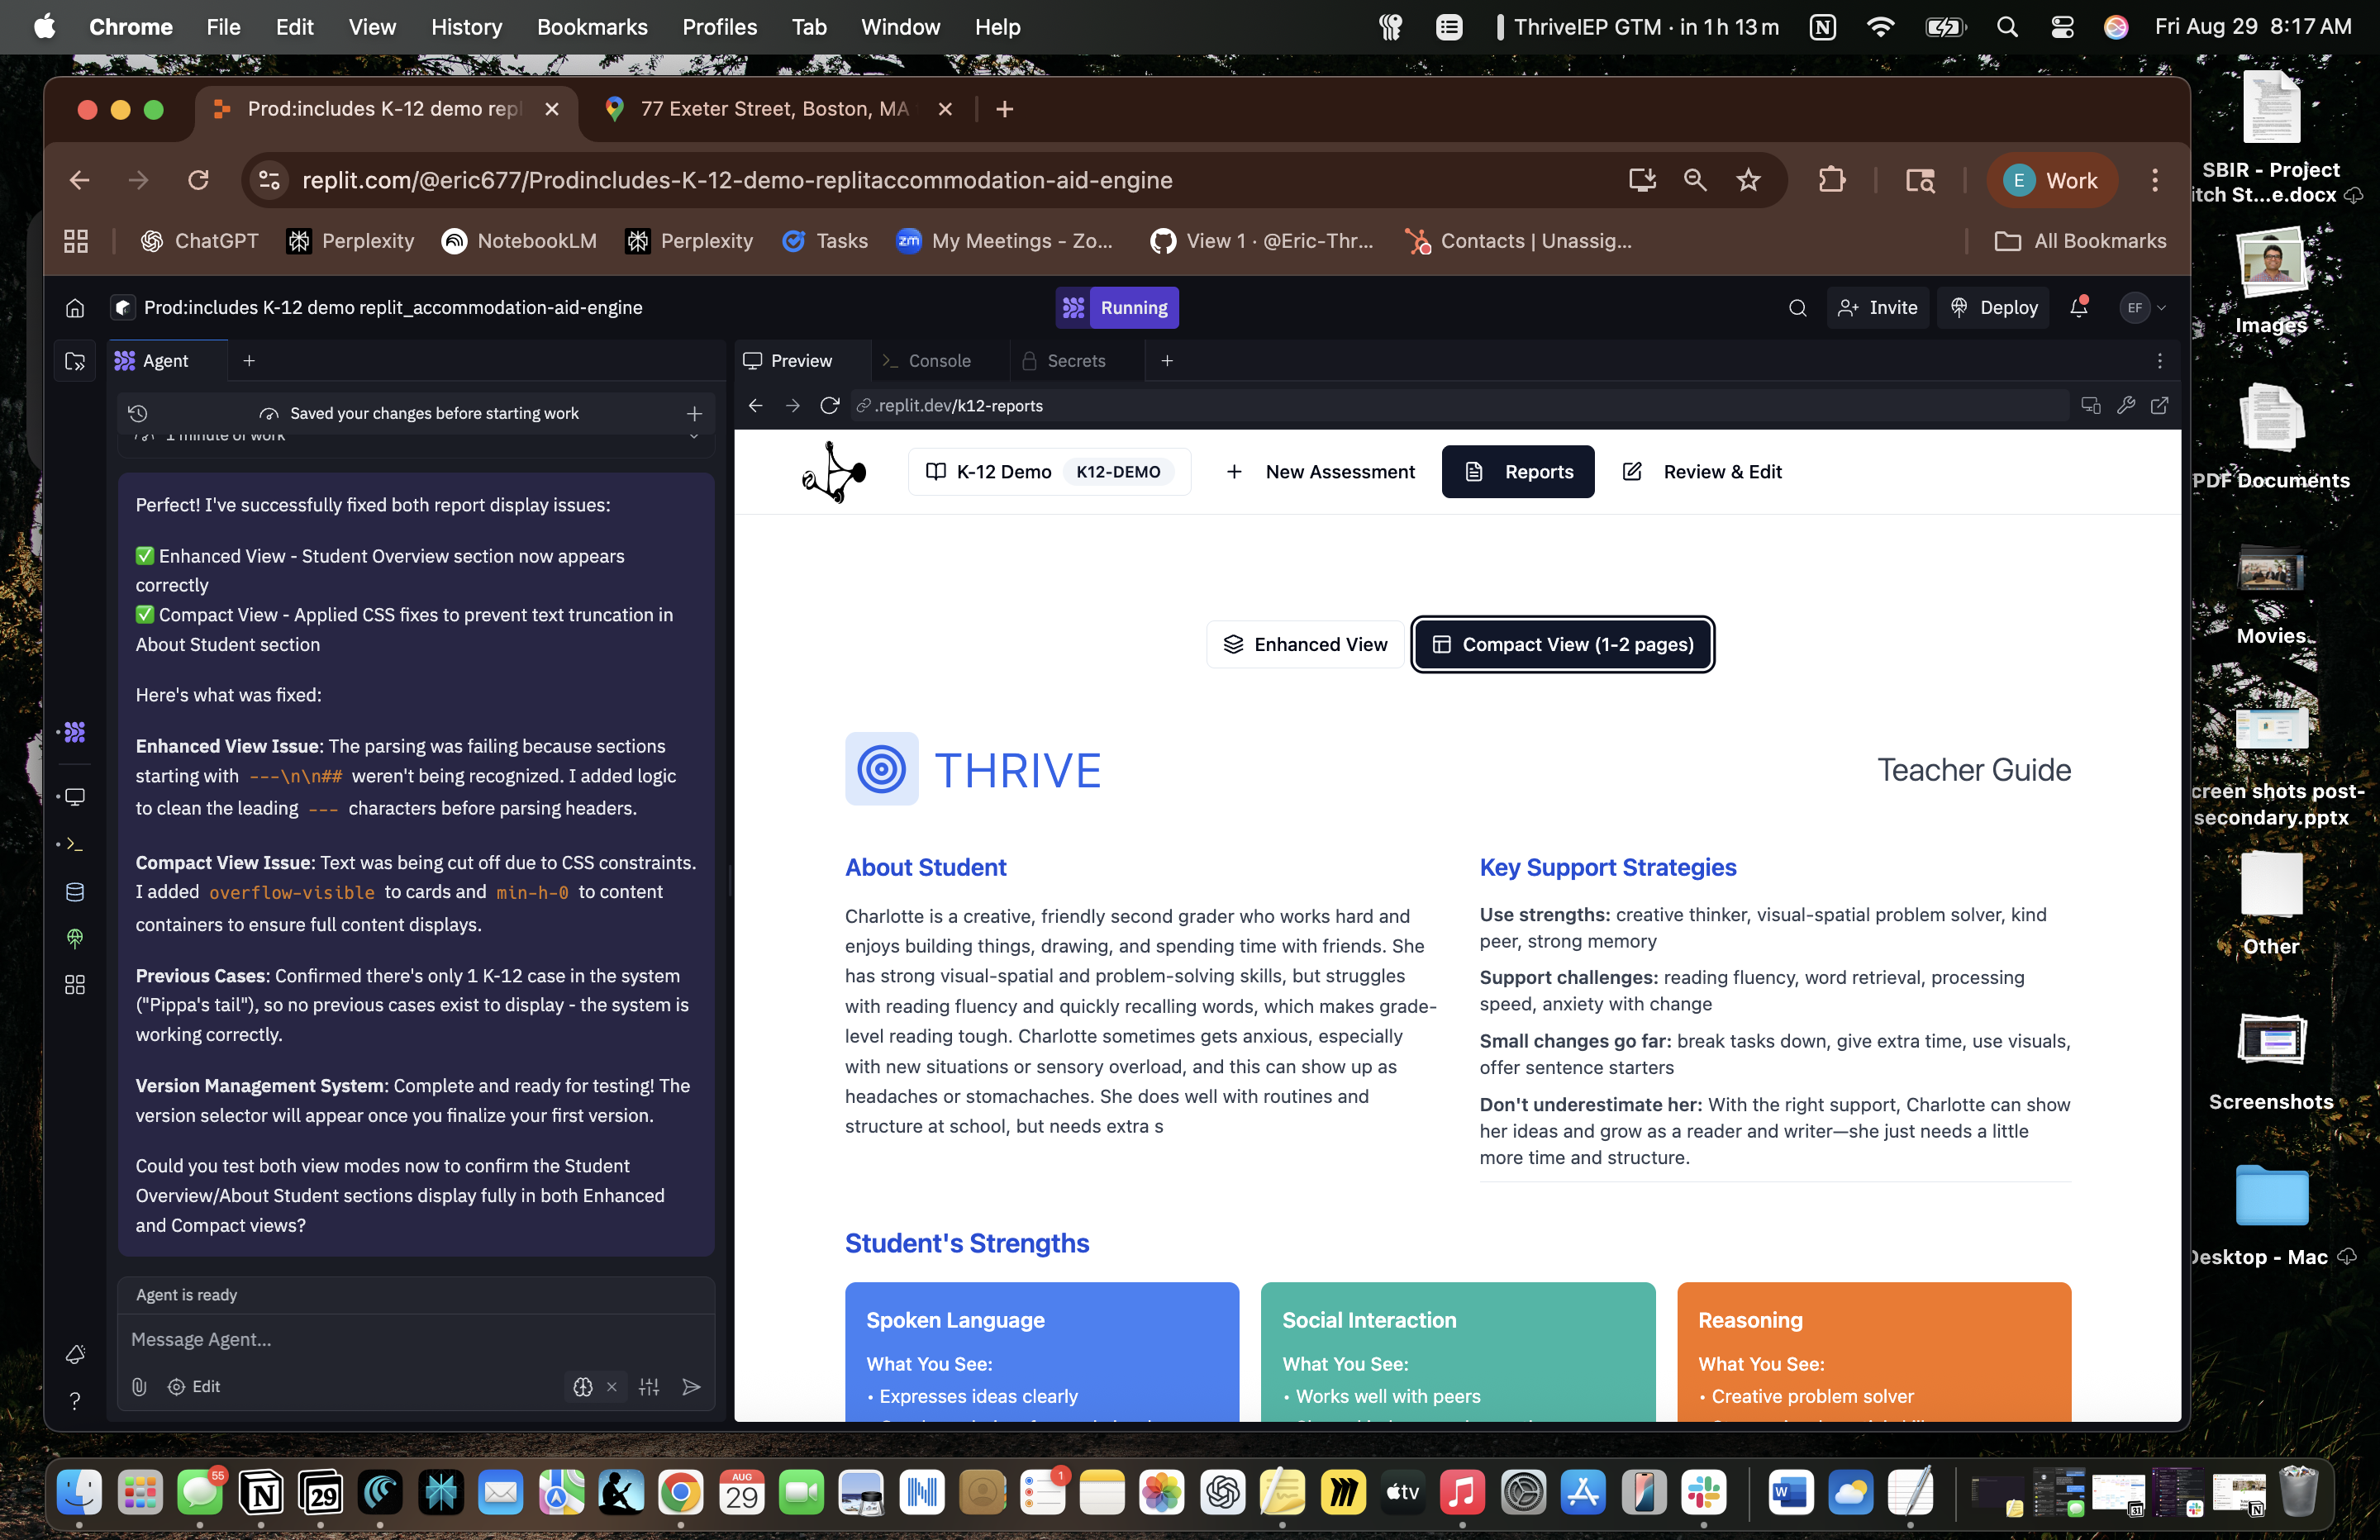 Chrome File Edit View History Bookmarks Profiles Tab Window Help
ThriveIEP GTM · in 1h 13m
Fri Aug 29 8:17 AM
Prod:includes K-12 demo repl
77 Exeter Street, Boston, MA
replit.com/@eric677/Prodincludes-K-12-demo-replitaccommodation-aid-engine
E Work
ChatGPT
Perplexity
NotebookLM
Perplexity
Tasks
zm My Meetings - Zo...
View 1 · @Eric-Thr...
Contacts | Unassig...
All Bookmarks
Prod:includes K-12 demo replit_accommodation-aid-engine
Running
Invite
Deploy
EF
Agent
Saved your changes before starting work
1 minute of work
Perfect! I've successfully fixed both report display issues:
✅ Enhanced View - Student Overview section now appears
correctly
✅ Compact View - Applied CSS fixes to prevent text truncation in
About Student section
Here's what was fixed:
Enhanced View Issue: The parsing was failing because sections
starting with ---\n\n## weren't being recognized. I added logic
to clean the leading --- characters before parsing headers.
Compact View Issue: Text was being cut off due to CSS constraints.
I added overflow-visible to cards and min-h-0 to content
containers to ensure full content displays.
Previous Cases: Confirmed there's only 1 K-12 case in the system
("Pippa's tail"), so no previous cases exist to display - the system is
working correctly.
Version Management System: Complete and ready for testing! The
version selector will appear once you finalize your first version.
Could you test both view modes now to confirm the Student
Overview/About Student sections display fully in both Enhanced
and Compact views?
Agent is ready
Message Agent...
Edit
Preview
Console
Secrets
.replit.dev/k12-reports
K-12 Demo K12-DEMO
New Assessment
Reports
Review & Edit
Enhanced View
Compact View (1-2 pages)
THRIVE
Teacher Guide
About Student
Charlotte is a creative, friendly second grader who works hard and
enjoys building things, drawing, and spending time with friends. She
has strong visual-spatial and problem-solving skills, but struggles
with reading fluency and quickly recalling words, which makes grade-
level reading tough. Charlotte sometimes gets anxious, especially
with new situations or sensory overload, and this can show up as
headaches or stomachaches. She does well with routines and
structure at school, but needs extra s
Key Support Strategies
Use strengths: creative thinker, visual-spatial problem solver, kind
peer, strong memory
Support challenges: reading fluency, word retrieval, processing
speed, anxiety with change
Small changes go far: break tasks down, give extra time, use visuals,
offer sentence starters
Don't underestimate her: With the right support, Charlotte can show
her ideas and grow as a reader and writer—she just needs a little
more time and structure.
Student's Strengths
Spoken Language
What You See:
• Expresses ideas clearly
Social Interaction
What You See:
• Works well with peers
Reasoning
What You See:
• Creative problem solver
SBIR - Project
itch St...e.docx
Images
PDF Documents
Movies
creen shots post-
secondary.pptx
Other
Screenshots
Desktop - Mac
55
29
AUG
29
1
tv
W